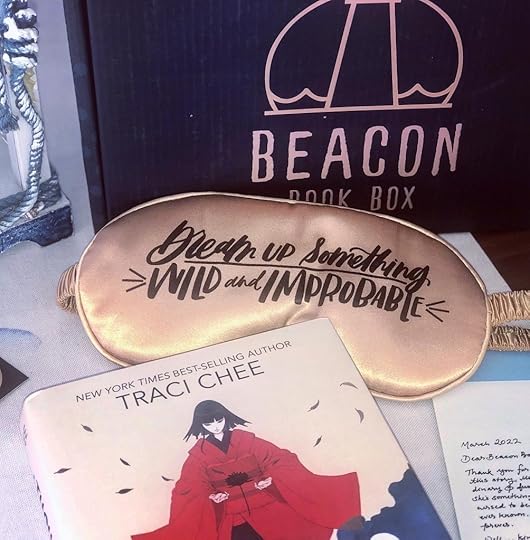 BEACON
BOOK BOX
Dream up Something
WILD and IMPROBABLE
NEW YORK TIMES BEST-SELLING AUTHOR
TRACI CHEE
March 2022
Dear Beacon
Thank you for
this story,